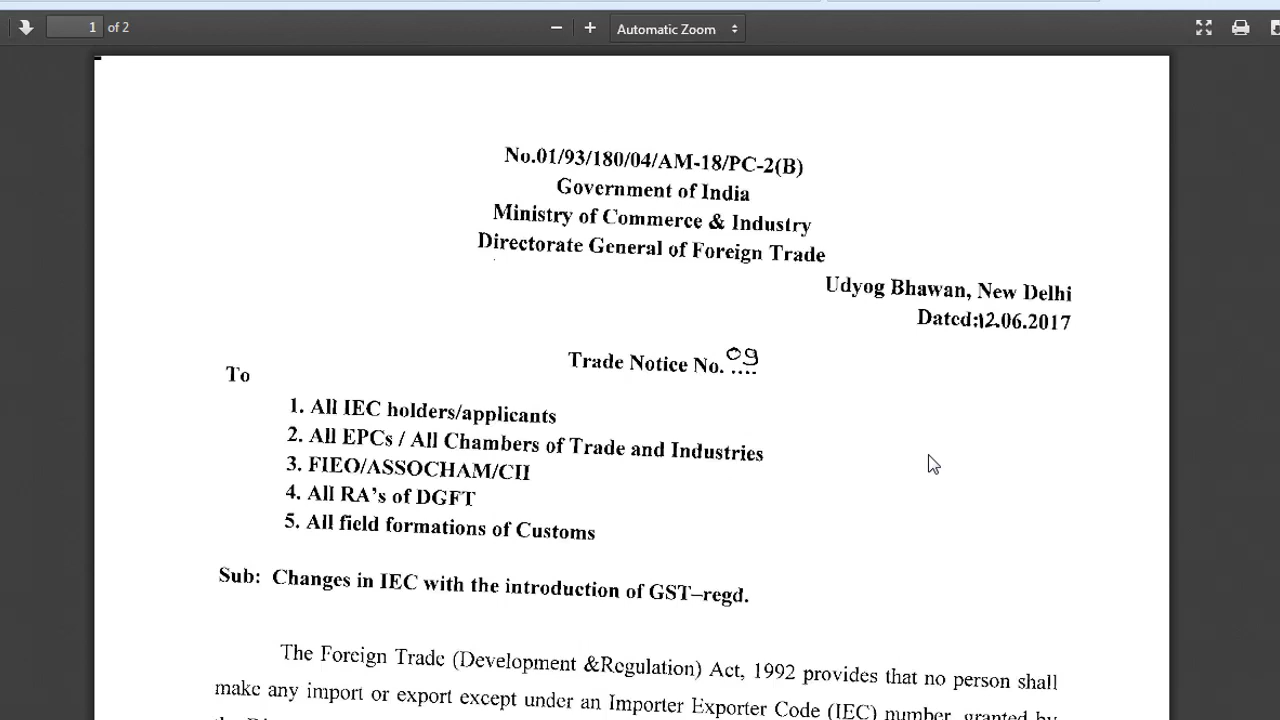 1 of 2
Automatic Zoom
No.01/93/180/04/AM-18/PC-2(B)
Government of India
Ministry of Commerce & Industry
Directorate General of Foreign Trade
Udyog Bhawan, New Delhi
Dated:12.06.2017
Trade Notice No. 09
To
1. All IEC holders/applicants
2. All EPCs / All Chambers of Trade and Industries
3. FIEO/ASSOCHAM/CII
4. All RA's of DGFT
5. All field formations of Customs
Sub: Changes in IEC with the introduction of GST–regd.
The Foreign Trade (Development &Regulation) Act, 1992 provides that no person shall
make any import or export except under an Importer Exporter Code (IEC) number, granted by